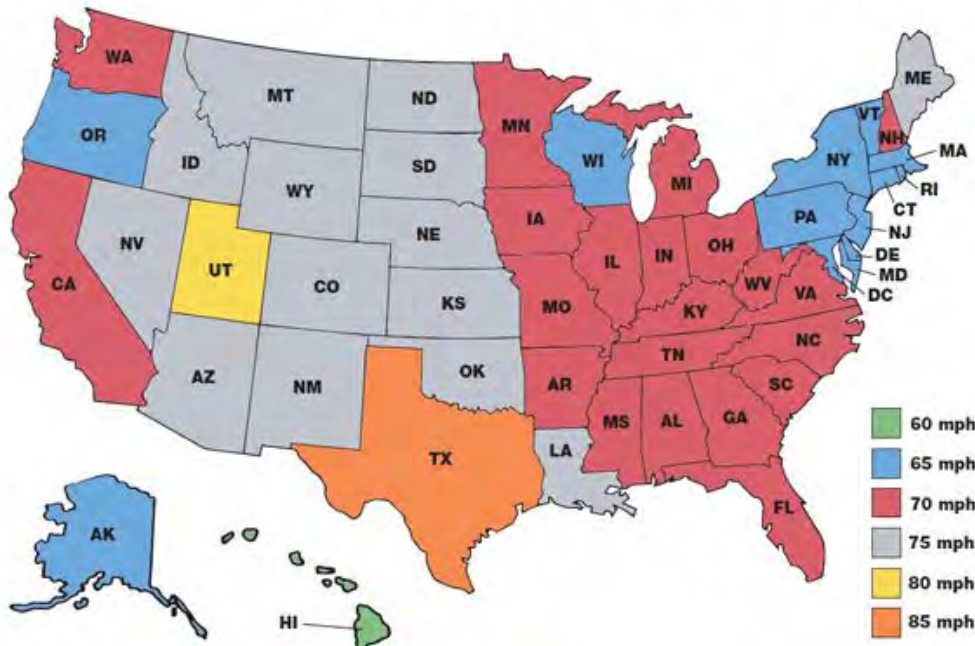 WA
MT
ND
MN
ME
VT
NH
OR
ID
SD
WI
NY
MA
WY
MI
RI
CT
IA
NE
PA
NJ
NV
OH
IL
IN
DE
UT
CO
MD
CA
WV
DC
KS
MO
VA
KY
NC
TN
OK
AZ
NM
AR
SC
MS
AL
GA
60 mph
LA
TX
65 mph
FL
70 mph
AK
75 mph
80 mph
HI
85 mph